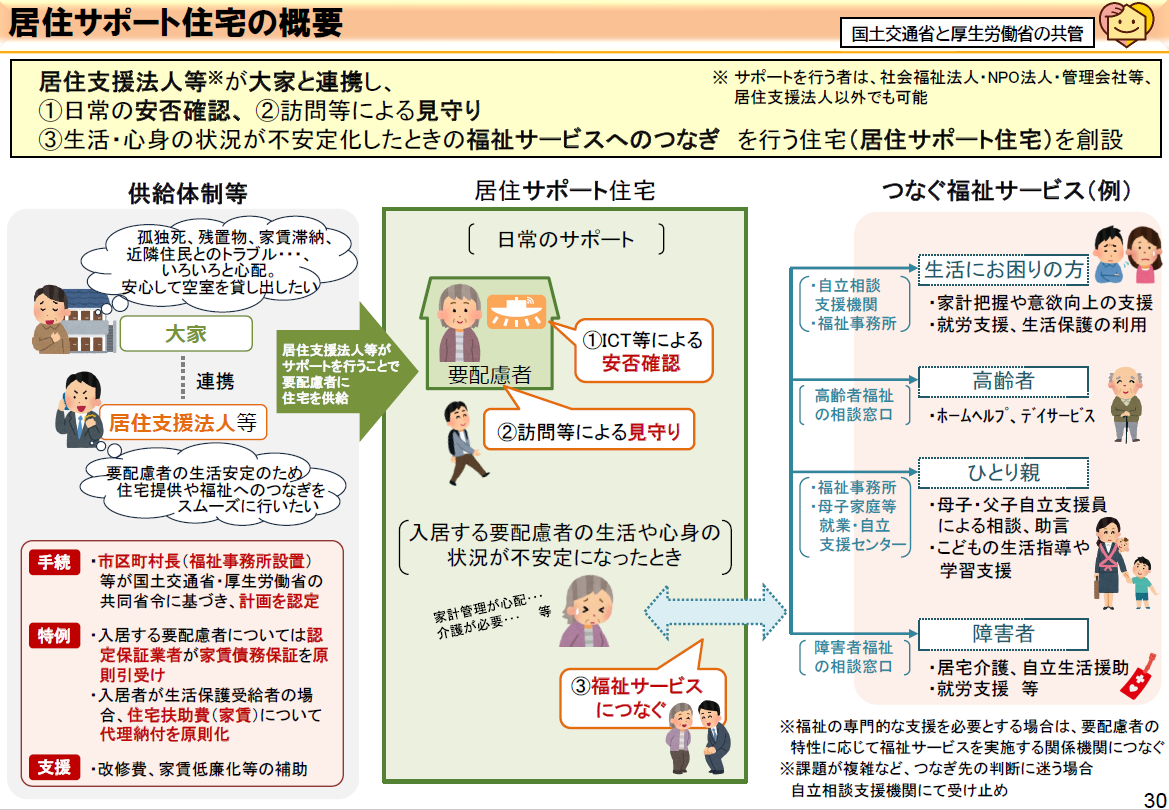 居住サポート住宅の概要
国土交通省と厚生労働省の共管
居住支援法人等※が大家と連携し、
①日常の安否確認、②訪問等による見守り
③生活・心身の状況が不安定化したときの福祉サービスへのつなぎ　を行う住宅（居住サポート住宅）を創設
※ サポートを行う者は、社会福祉法人・NPO法人・管理会社等、
居住支援法人以外でも可能
供給体制等
孤独死、残置物、家賃滞納、
近隣住民とのトラブル・・・、
いろいろと心配。
安心して空室を貸し出したい
大家
連携
居住支援法人等
要配慮者の生活安定のため
住宅提供や福祉へのつなぎを
スムーズに行いたい
居住支援法人等が
サポートを行うことで
要配慮者に
住宅を供給
手続
・市区町村長（福祉事務所設置）
等が国土交通省・厚生労働省の
共同省令に基づき、計画を認定
特例
・入居する要配慮者については認
定保証業者が家賃債務保証を原
則引受け
・入居者が生活保護受給者の場
合、住宅扶助費（家賃）について
代理納付を原則化
支援
・改修費、家賃低廉化等の補助
居住サポート住宅
日常のサポート
要配慮者
①ICT等による
安否確認
②訪問等による見守り
入居する要配慮者の生活や心身の
状況が不安定になったとき
家計管理が心配・・・
介護が必要・・・　等
③福祉サービス
につなぐ
つなぐ福祉サービス（例）
・自立相談
支援機関
・福祉事務所
生活にお困りの方
・家計把握や意欲向上の支援
・就労支援、生活保護の利用
高齢者福祉
の相談窓口
高齢者
・ホームヘルプ、デイサービス
・福祉事務所
・母子家庭等
就業・自立
支援センター
ひとり親
・母子・父子自立支援員
による相談、助言
・こどもの生活指導や
学習支援
障害者福祉
の相談窓口
障害者
・居宅介護、自立生活援助
・就労支援　等
※福祉の専門的な支援を必要とする場合は、要配慮者の
特性に応じて福祉サービスを実施する関係機関につなぐ
※課題が複雑など、つなぎ先の判断に迷う場合
自立相談支援機関にて受け止め
30